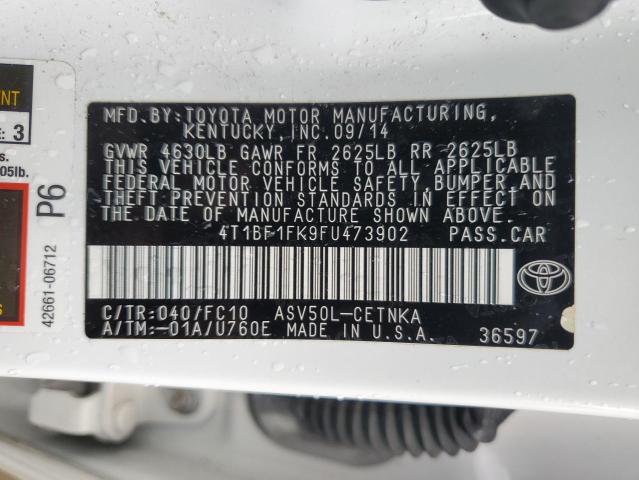 NT
E: 3
s.
05lb.
P6
42661-06712
MFD.BY:TOYOTA MOTOR MANUFACTURING,
KENTUCKY, INC.09/14
GVWR 4630LB GAWR FR 2625LB RR 2625LB
THIS VEHICLE CONFORMS TO ALL APPLICABLE
FEDERAL MOTOR VEHICLE SAFETY,BUMPER,AND
THEFT PREVENTION STANDARDS IN EFFECT ON
THE DATE OF MANUFACTURE SHOWN ABOVE.
4T1BF1FK9FU473902 PASS.CAR
C/TR:040/FC10 ASV50L-CETNKA
A/TM:-01A/U760E MADE IN U.S.A. 36597